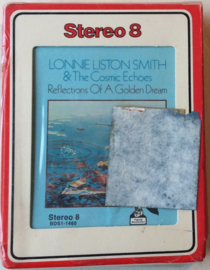 Stereo 8
LONNIE LISTON SMITH
& The Cosmic Echoes
Reflections Of A Golden Dream
Stereo 8
BDS1-1460